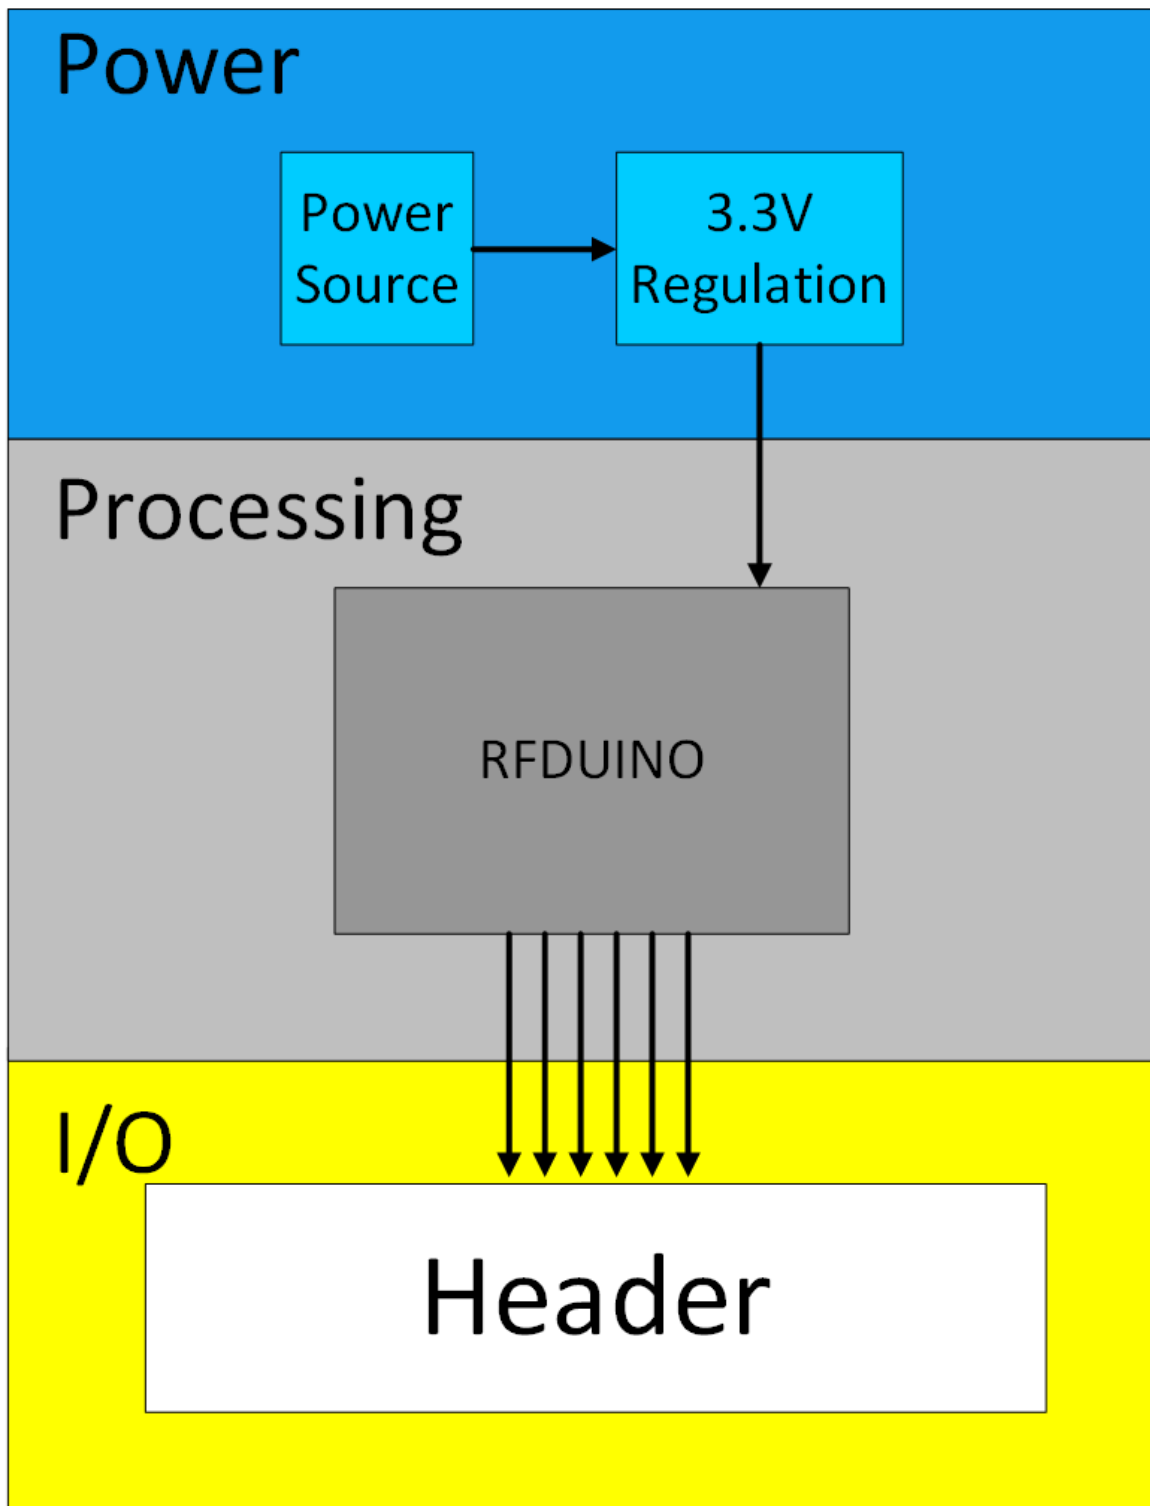 Power
Power
Source
3.3V
Regulation
Processing
RFDUINO
I/O
Header